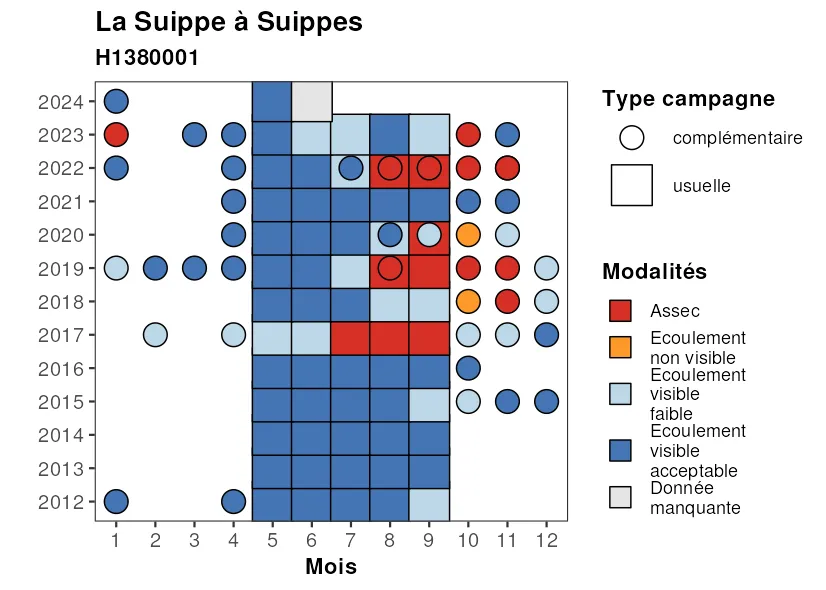 La Suippe à Suippes
H1380001
2024
2023
2022
2021
2020
2019
2018
2017
2016
2015
2014
2013
2012
1 2 3 4 5 6 7 8 9 10 11 12
Mois
Type campagne
complémentaire
usuelle
Modalités
Assec
Ecoulement
non visible
Ecoulement
visible
faible
Ecoulement
visible
acceptable
Donnée
manquante